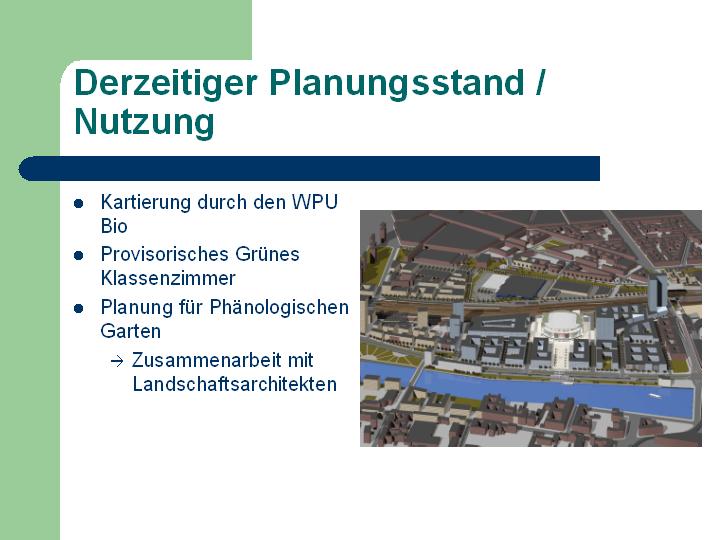 Derzeitiger Planungsstand /
Nutzung
● Kartierung durch den WPU
Bio
● Provisorisches Grünes
Klassenzimmer
● Planung für Phänologischen
Garten
→ Zusammenarbeit mit
Landschaftsarchitekten